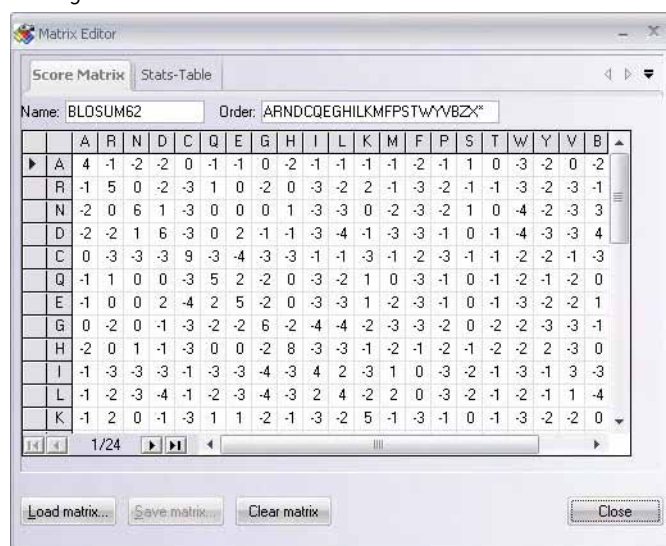 Matrix Editor
Score Matrix Stats-Table
Name: BLOSUM62 Order: ARNDCQEGHILKMFPSTWYVBZX*
A R N D C Q E G H I L K M F P S T W Y V B
A 4 -1 -2 -2 0 -1 -1 0 -2 -1 -1 -1 -1 -2 -1 1 0 -3 -2 0 -2
R -1 5 0 -2 -3 1 0 -2 0 -3 -2 2 -1 -3 -2 -1 -1 -3 -2 -3 -1
N -2 0 6 1 -3 0 0 0 1 -3 -3 0 -2 -3 -2 1 0 -4 -2 -3 3
D -2 -2 1 6 -3 0 2 -1 -1 -3 -4 -1 -3 -3 -1 0 -1 -4 -3 -3 4
C 0 -3 -3 -3 9 -3 -4 -3 -3 -1 -1 -3 -1 -2 -3 -1 -1 -2 -2 -1 -3
Q -1 1 0 0 -3 5 2 -2 0 -3 -2 1 0 -3 -1 0 -1 -2 -1 -2 0
E -1 0 0 2 -4 2 5 -2 0 -3 -3 1 -2 -3 -1 0 -1 -3 -2 -2 1
G 0 -2 0 -1 -3 -2 -2 6 -2 -4 -4 -2 -3 -3 -2 0 -2 -2 -3 -3 -1
H -2 0 1 -1 -3 0 0 -2 8 -3 -3 -1 -2 -1 -2 -1 -2 -2 2 -3 0
I -1 -3 -3 -3 -1 -3 -3 -4 -3 4 2 -3 1 0 -3 -2 -1 -3 -1 3 -3
L -1 -2 -3 -4 -1 -2 -3 -4 -3 2 4 -2 2 0 -3 -2 -1 -2 -1 1 -4
K -1 2 0 -1 -3 1 1 -2 -1 -3 -2 5 -1 -3 -1 0 -1 -3 -2 -2 0
1/24
Load matrix... Save matrix... Clear matrix Close